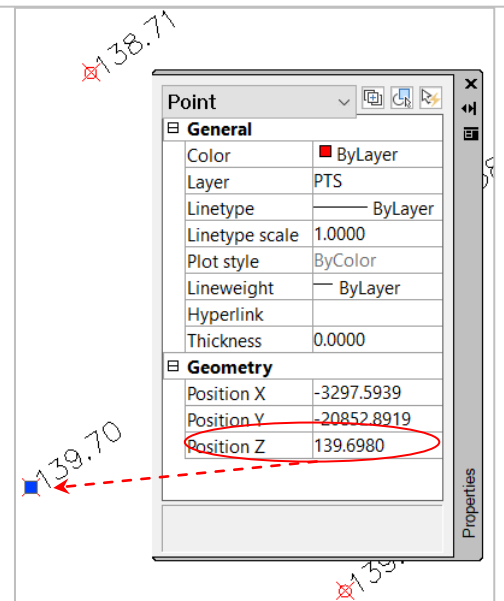 138.71
Point
General
Color ByLayer
Layer PTS
Linetype ByLayer
Linetype scale 1.0000
Plot style ByColor
Lineweight ByLayer
Hyperlink
Thickness 0.0000
Geometry
Position X -3297.5939
Position Y -20852.8919
Position Z 139.6980
Properties
139.70